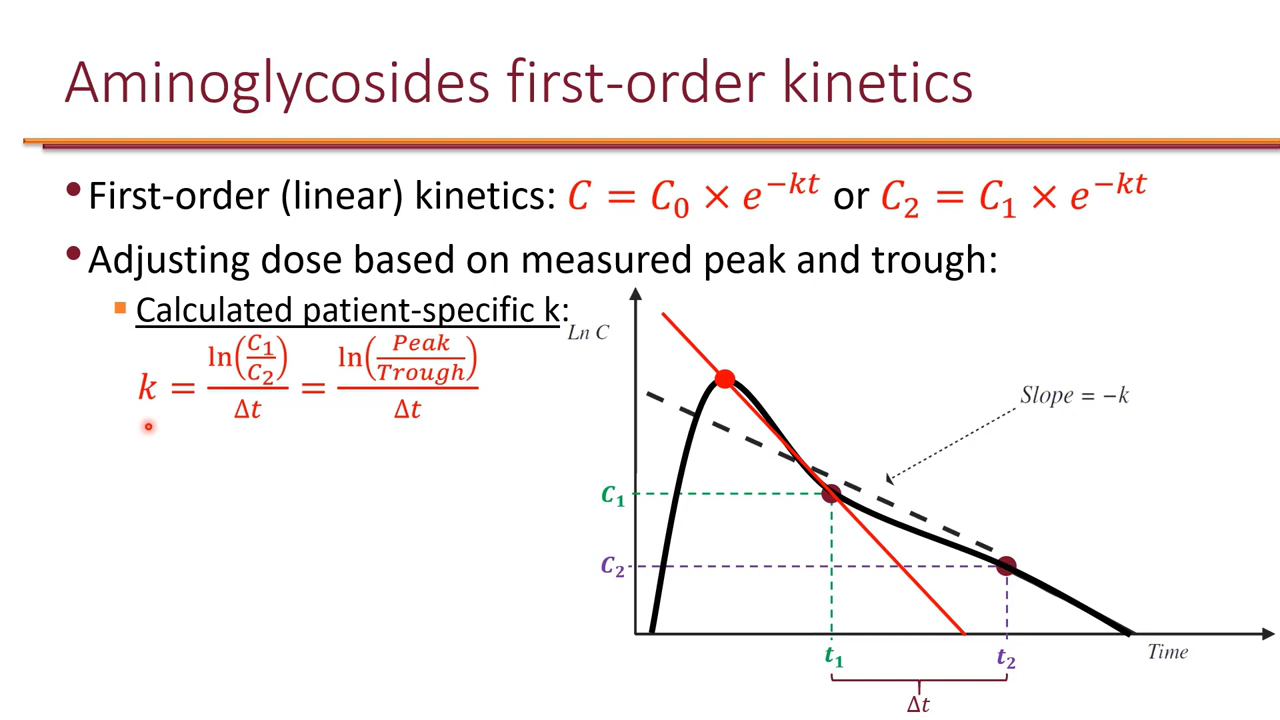 Aminoglycosides first-order kinetics
• First-order (linear) kinetics: C = C₀ × e^{−kt} or C₂ = C₁ × e^{−kt}
• Adjusting dose based on measured peak and trough:
▪ Calculated patient-specific k:
k = ln(C₁/C₂)/Δt = ln(Peak/Trough)/Δt
Ln C
Slope = −k
C₁
C₂
t₁
t₂
Time
Δt